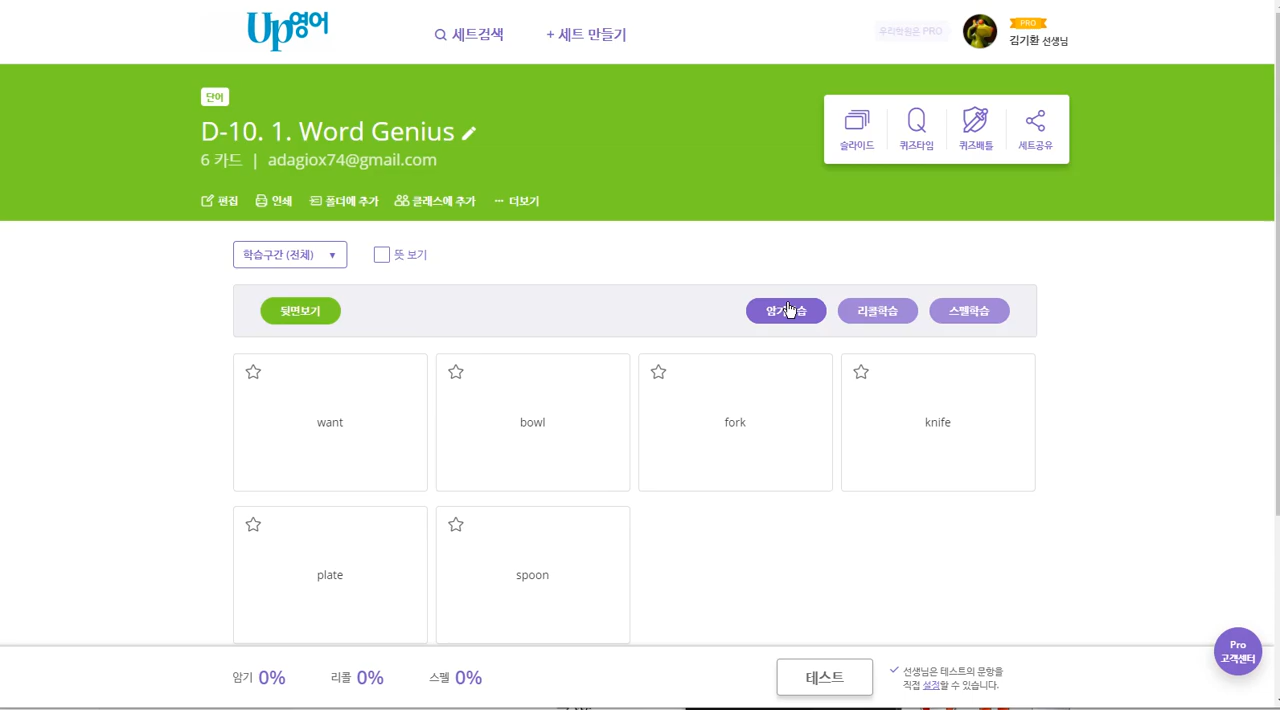 Up영어
세트검색
+ 세트 만들기
우리학원은 PRO
PRO
김기환 선생님
단어
D-10. 1. Word Genius
6 카드 | adagiox74@gmail.com
슬라이드
퀴즈타임
퀴즈배틀
세트공유
편집
인쇄
폴더에 추가
클래스에 추가
··· 더보기
학습구간 (전체) ▼
뜻 보기
뒷면보기
암기학습
리콜학습
스펠학습
want
bowl
fork
knife
plate
spoon
암기 0%
리콜 0%
스펠 0%
테스트
선생님은 테스트의 문항을
직접 설정할 수 있습니다.
Pro
고객센터